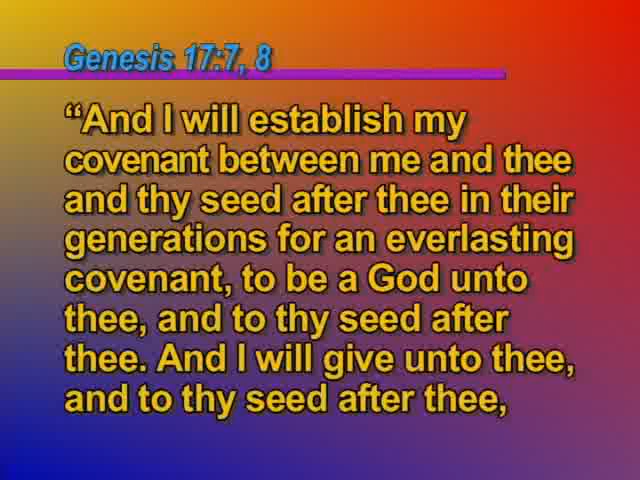 Genesis 17:7, 8
“And I will establish my
covenant between me and thee
and thy seed after thee in their
generations for an everlasting
covenant, to be a God unto
thee, and to thy seed after
thee. And I will give unto thee,
and to thy seed after thee,